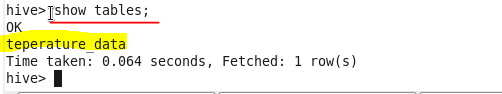 hive> show tables;
OK
teperature_data
Time taken: 0.064 seconds, Fetched: 1 row(s)
hive>